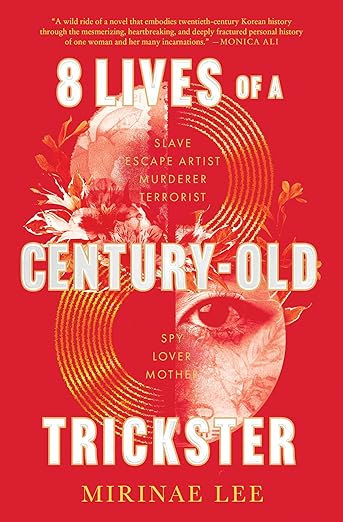 "A wild ride of a novel that embodies twentieth-century Korean history
through the mesmerizing, heartbreaking, and deeply fractured personal history
of one woman and her many incarnations." —MONICA ALI
8 LIVES OF A
SLAVE
ESCAPE ARTIST
MURDERER
TERRORIST
CENTURY-OLD
SPY
LOVER
MOTHER
TRICKSTER
MIRINAE LEE